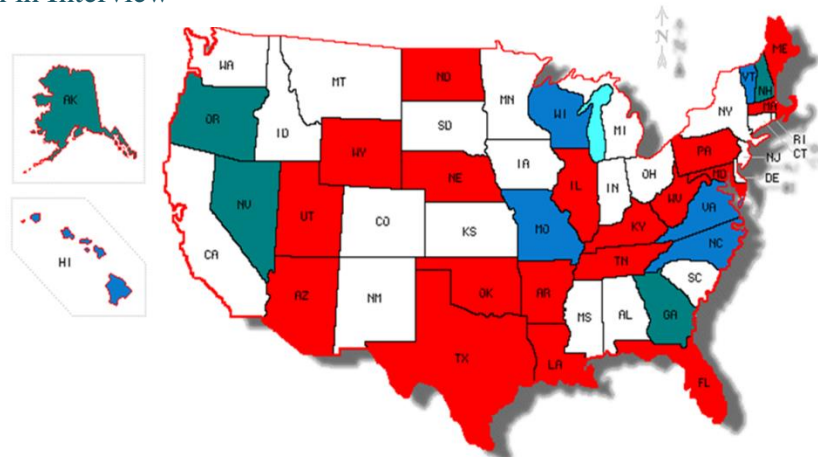 in Interview
N N
ME
WA
ND
VT
NH
MT
MN
AK
MA
OR
WI
NY
ID
SD
MI
RI
WY
PA
CT
IA
NJ
NE
OH
MD
DE
NV
IL
IN
WV
UT
VA
CO
KY
KS
MO
NC
CA
HI
TN
SC
AZ
OK
AR
NM
MS
AL
GA
TX
LA
FL